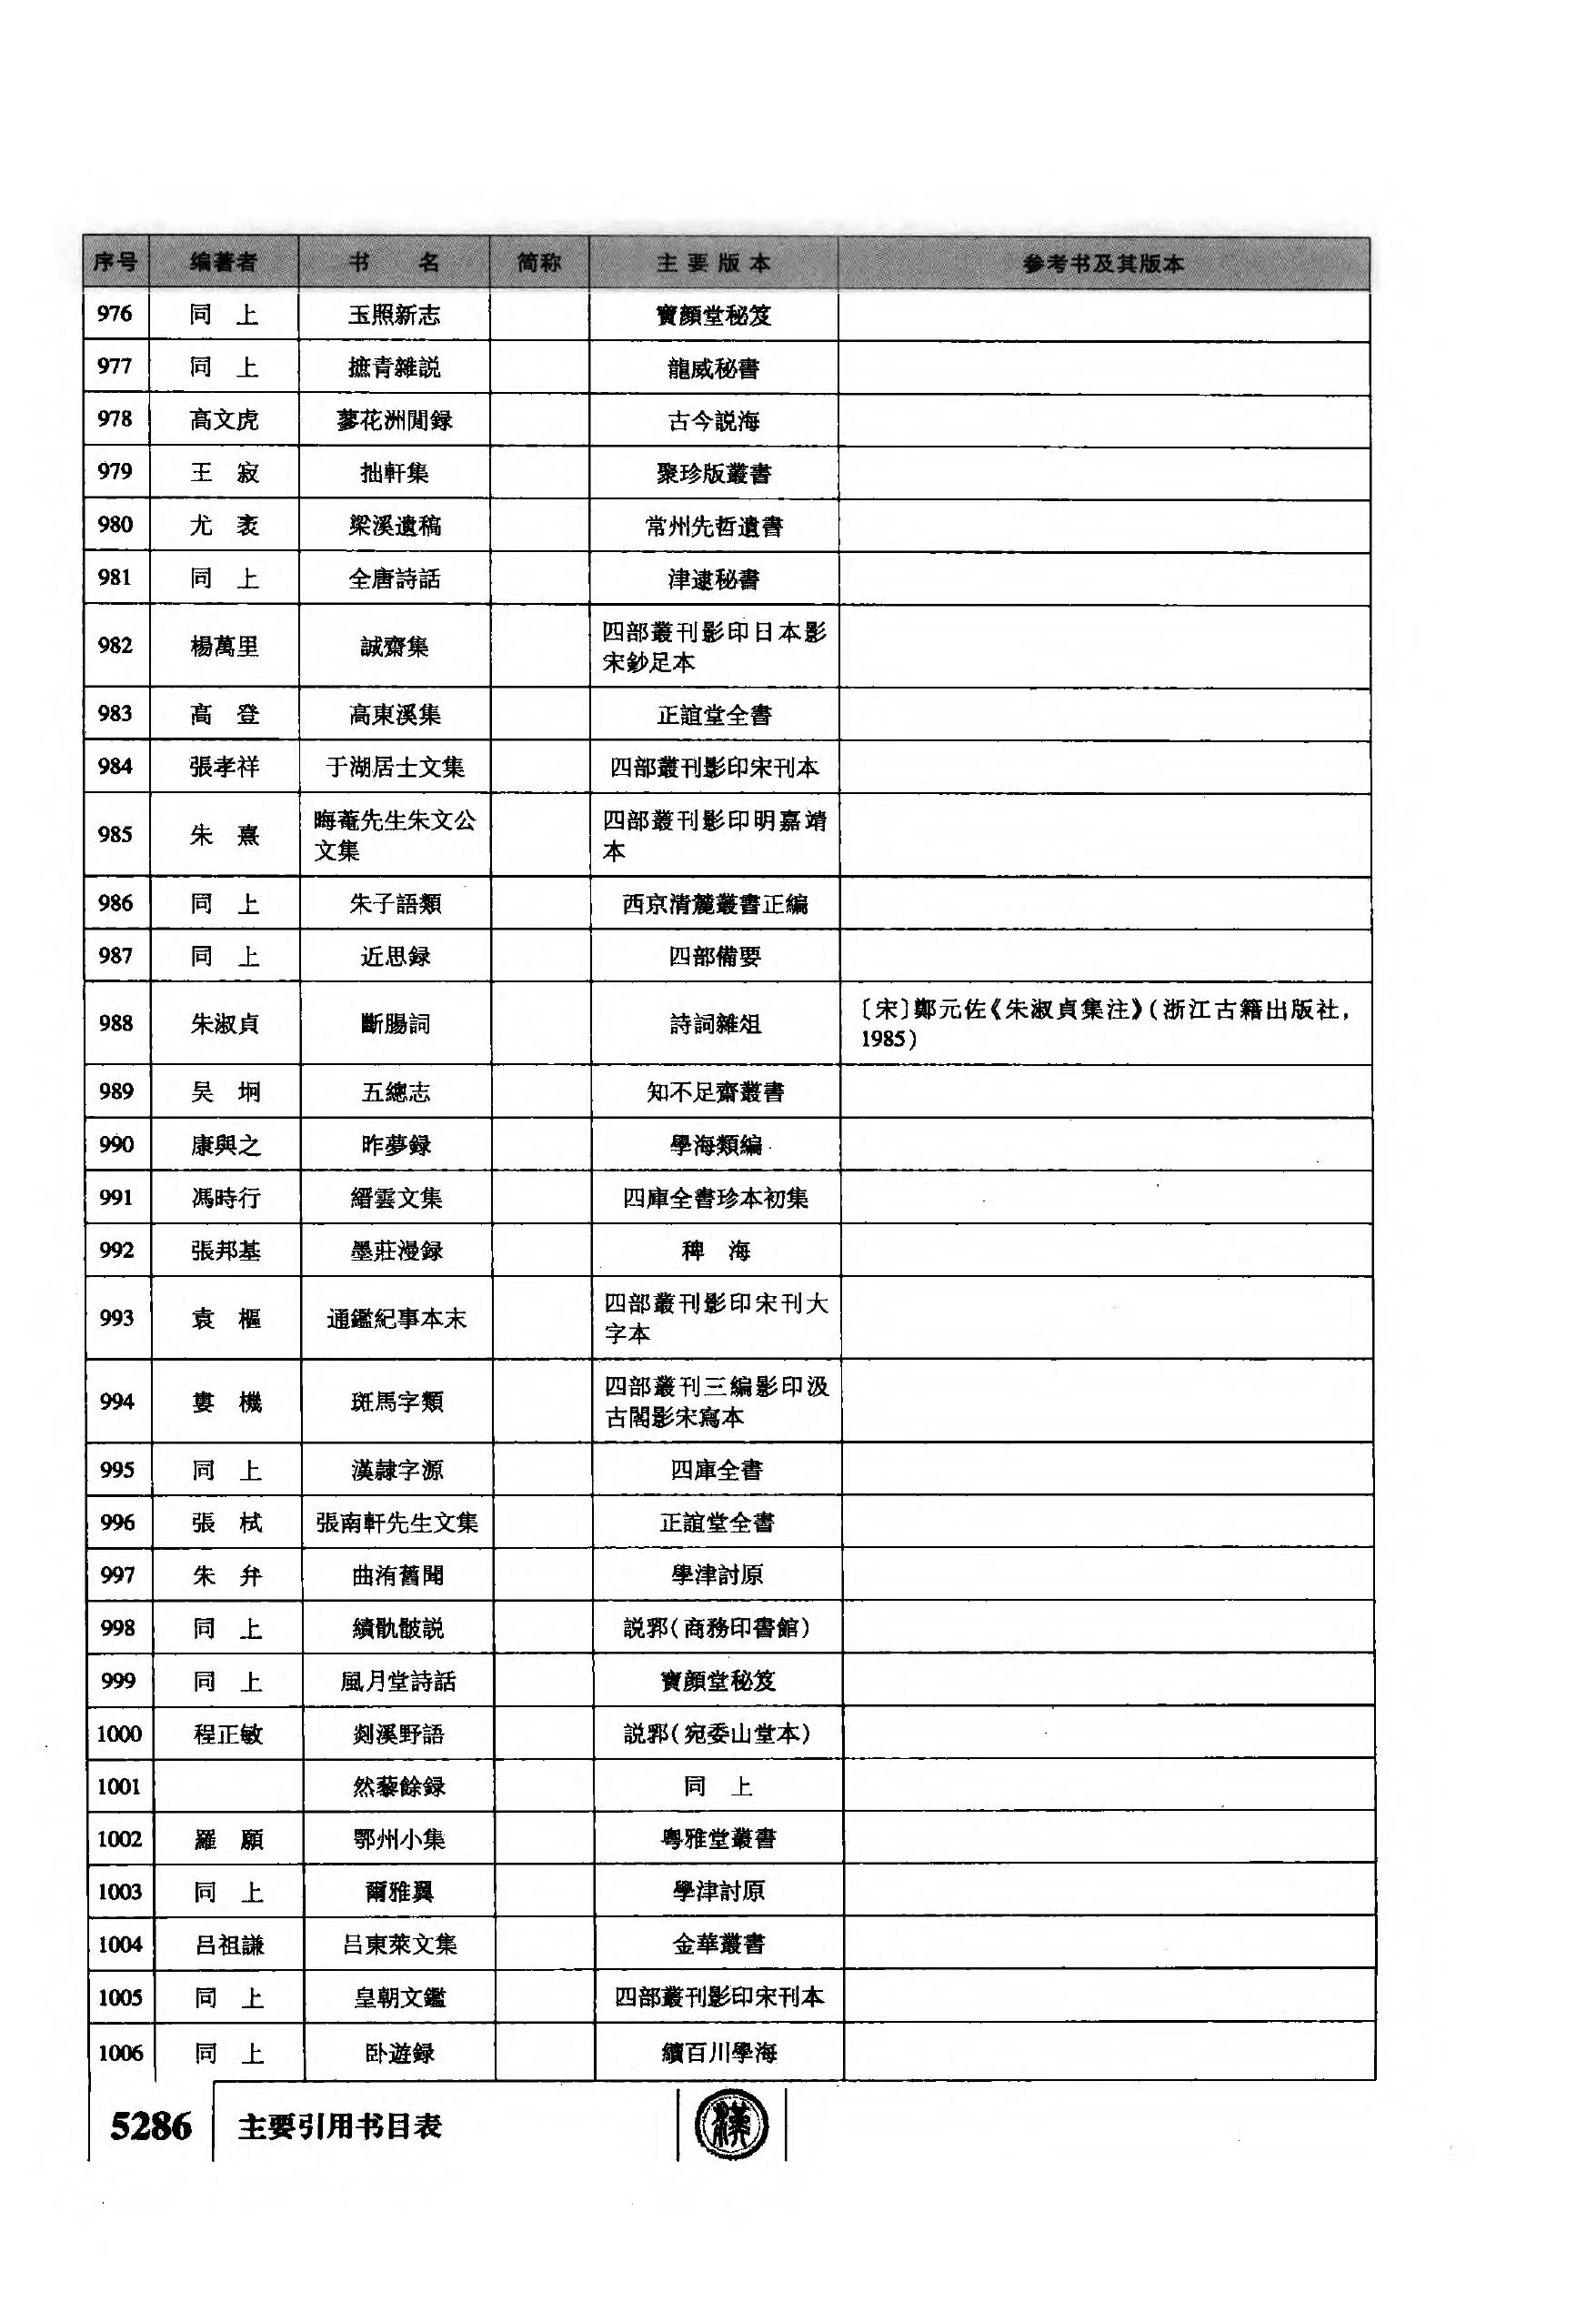 序号 编著者 书名 简称 主要版本 参考书及其版本
976 同上 玉照新志 寶顏堂秘笈
977 同上 摭青雜説 龍威秘書
978 高文虎 蓼花洲閒録 古今説海
979 王寂 拙軒集 聚珍版叢書
980 尤袤 梁溪遺稿 常州先哲遺書
981 同上 全唐詩話 津逮秘書
982 楊萬里 誠齋集 四部叢刊影印日本影
宋鈔足本
983 高登 高東溪集 正誼堂全書
984 張孝祥 于湖居士文集 四部叢刊影印宋刊本
985 朱熹 晦菴先生朱文公 四部叢刊影印明嘉靖
文集 本
986 同上 朱子語類 西京清麓叢書正編
987 同上 近思録 四部備要
988 朱淑貞 斷腸詞 詩詞雜俎 〔宋〕鄭元佐《朱淑貞集注》(浙江古籍出版社,
1985)
989 吴坰 五總志 知不足齋叢書
990 康與之 昨夢録 學海類編
991 馮時行 縉雲文集 四庫全書珍本初集
992 張邦基 墨莊漫録 稗海
993 袁樞 通鑑紀事本末 四部叢刊影印宋刊大
字本
994 婁機 斑馬字類 四部叢刊三編影印汲
古閣影宋寫本
995 同上 漢隸字源 四庫全書
996 張栻 張南軒先生文集 正誼堂全書
997 朱弁 曲洧舊聞 學津討原
998 同上 續骩骳説 説郛(商務印書館)
999 同上 風月堂詩話 寶顏堂秘笈
1000 程正敏 剡溪野語 説郛(宛委山堂本)
1001 然藜餘録 同上
1002 羅願 鄂州小集 粤雅堂叢書
1003 同上 爾雅翼 學津討原
1004 吕祖謙 吕東萊文集 金華叢書
1005 同上 皇朝文鑑 四部叢刊影印宋刊本
1006 同上 卧遊録 續百川學海
5286 主要引用书目表 漢